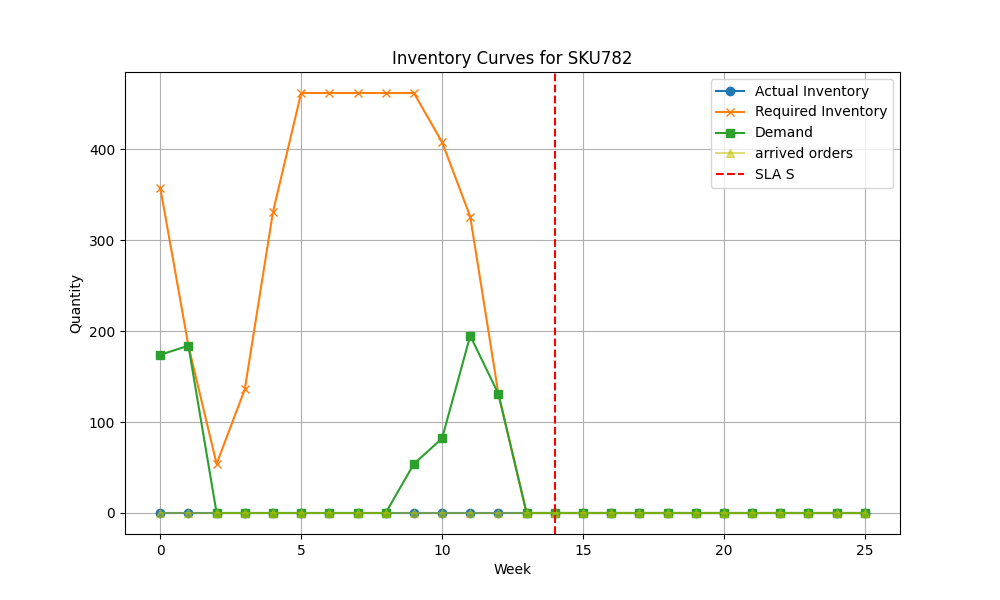 Inventory Curves for SKU782
Actual Inventory
Required Inventory
Demand
arrived orders
SLA S
Quantity
400
300
200
100
0
0 5 10 15 20 25
Week